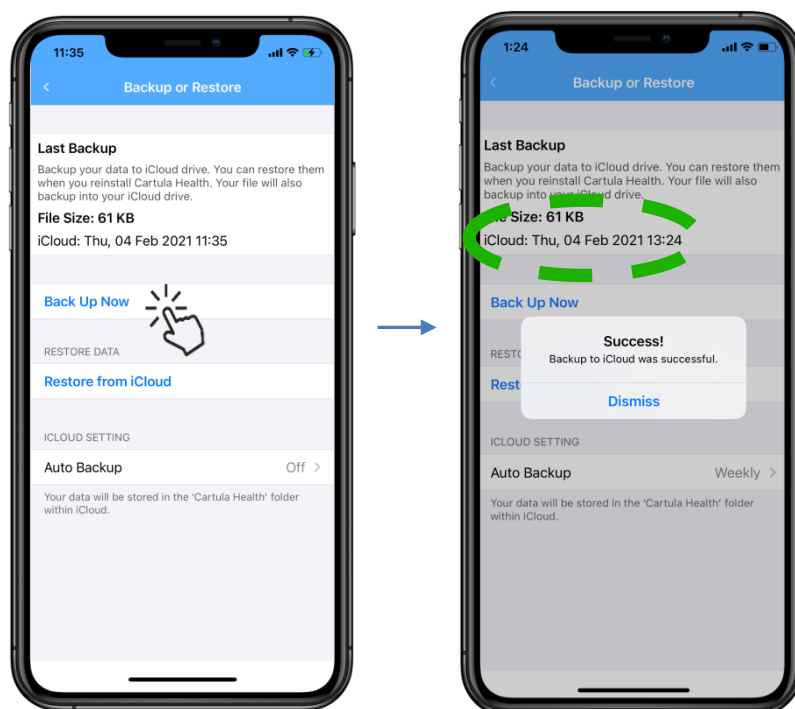 11:35
Backup or Restore
Last Backup
Backup your data to iCloud drive. You can restore them
when you reinstall Cartula Health. Your file will also
backup into your iCloud drive.
File Size: 61 KB
iCloud: Thu, 04 Feb 2021 11:35
Back Up Now
RESTORE DATA
Restore from iCloud
ICLOUD SETTING
Auto Backup Off
Your data will be stored in the 'Cartula Health' folder
within iCloud.
1:24
Backup or Restore
Last Backup
Backup your data to iCloud drive. You can restore them
when you reinstall Cartula Health. Your file will also
backup into your iCloud drive.
File Size: 61 KB
iCloud: Thu, 04 Feb 2021 13:24
Back Up Now
Success!
Backup to iCloud was successful.
Dismiss
ICLOUD SETTING
Auto Backup Weekly
Your data will be stored in the 'Cartula Health' folder
within iCloud.